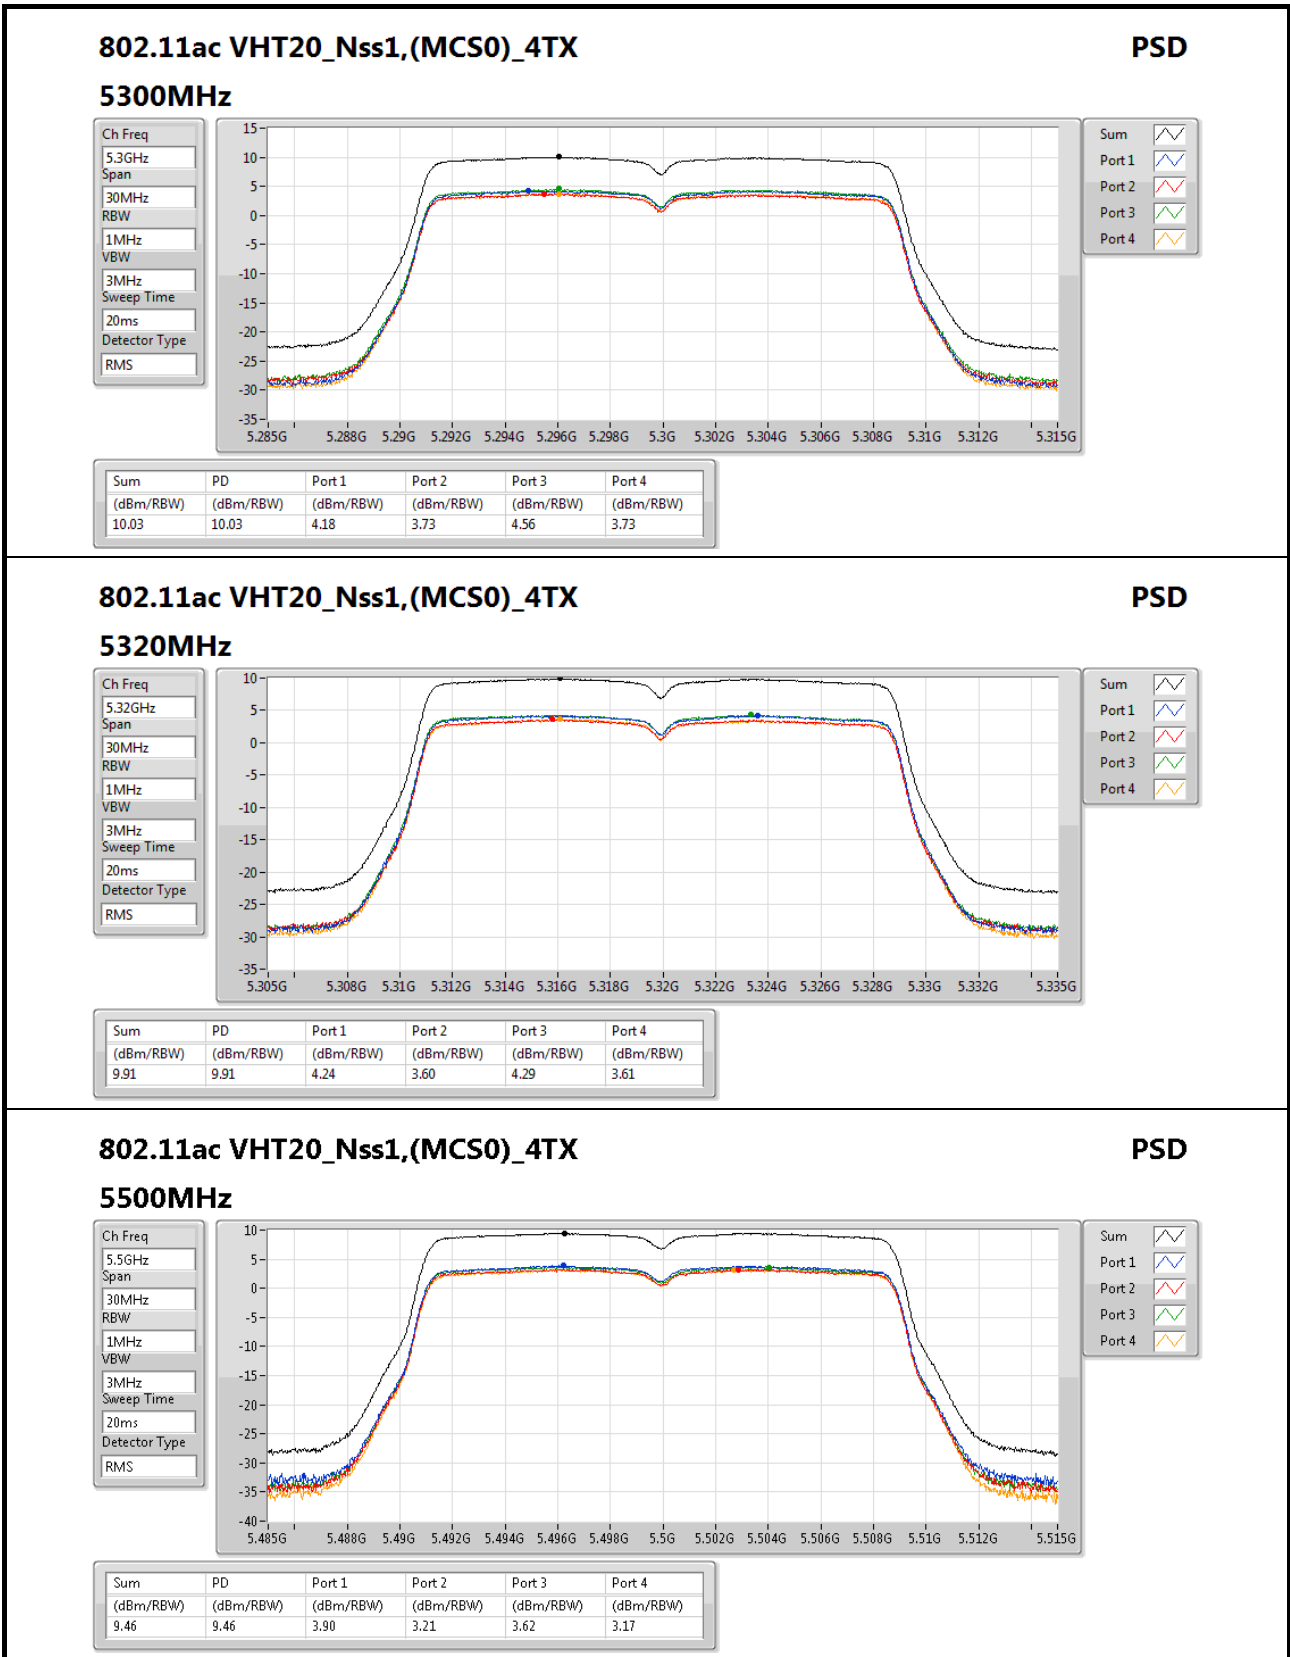 802.11ac VHT20_Nss1,(MCS0)_4TX PSD
5300MHz
Ch Freq
5.3GHz
Span
30MHz
RBW
1MHz
VBW
3MHz
Sweep Time
20ms
Detector Type
RMS
15
10
5
0
-5
-10
-15
-20
-25
-30
-35
5.285G 5.288G 5.29G 5.292G 5.294G 5.296G 5.298G 5.3G 5.302G 5.304G 5.306G 5.308G 5.31G 5.312G 5.315G
Sum
Port 1
Port 2
Port 3
Port 4
Sum PD Port 1 Port 2 Port 3 Port 4
(dBm/RBW) (dBm/RBW) (dBm/RBW) (dBm/RBW) (dBm/RBW) (dBm/RBW)
10.03 10.03 4.18 3.73 4.56 3.73
802.11ac VHT20_Nss1,(MCS0)_4TX PSD
5320MHz
Ch Freq
5.32GHz
Span
30MHz
RBW
1MHz
VBW
3MHz
Sweep Time
20ms
Detector Type
RMS
10
5
0
-5
-10
-15
-20
-25
-30
-35
5.305G 5.308G 5.31G 5.312G 5.314G 5.316G 5.318G 5.32G 5.322G 5.324G 5.326G 5.328G 5.33G 5.332G 5.335G
Sum
Port 1
Port 2
Port 3
Port 4
Sum PD Port 1 Port 2 Port 3 Port 4
(dBm/RBW) (dBm/RBW) (dBm/RBW) (dBm/RBW) (dBm/RBW) (dBm/RBW)
9.91 9.91 4.24 3.60 4.29 3.61
802.11ac VHT20_Nss1,(MCS0)_4TX PSD
5500MHz
Ch Freq
5.5GHz
Span
30MHz
RBW
1MHz
VBW
3MHz
Sweep Time
20ms
Detector Type
RMS
10
5
0
-5
-10
-15
-20
-25
-30
-35
-40
5.485G 5.488G 5.49G 5.492G 5.494G 5.496G 5.498G 5.5G 5.502G 5.504G 5.506G 5.508G 5.51G 5.512G 5.515G
Sum
Port 1
Port 2
Port 3
Port 4
Sum PD Port 1 Port 2 Port 3 Port 4
(dBm/RBW) (dBm/RBW) (dBm/RBW) (dBm/RBW) (dBm/RBW) (dBm/RBW)
9.46 9.46 3.90 3.21 3.62 3.17